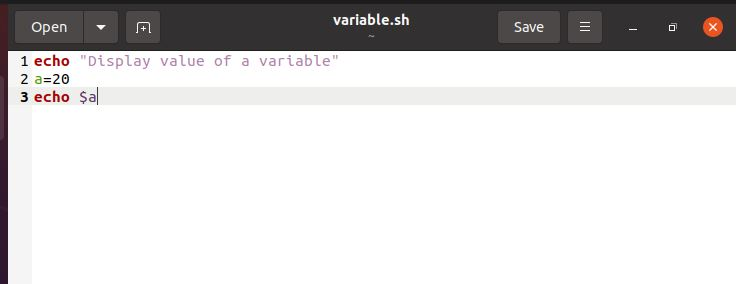 Open
variable.sh
~
Save
1 echo "Display value of a variable"
2 a=20
3 echo $a